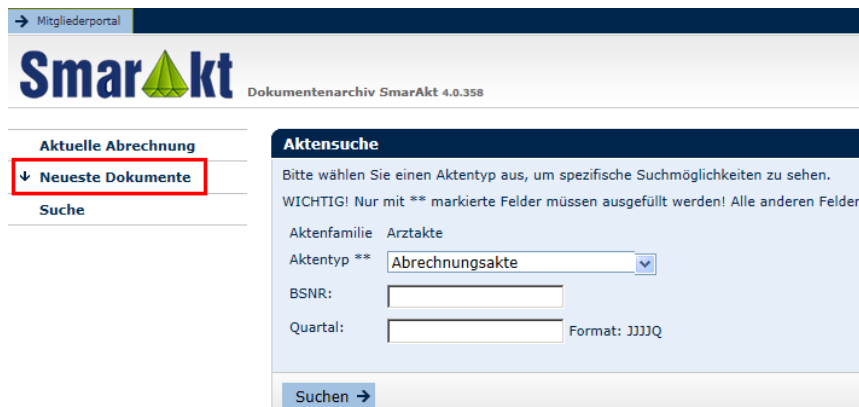 Mitgliederportal
SmarAkt Dokumentenarchiv SmarAkt 4.0.358
Aktuelle Abrechnung
Neueste Dokumente
Suche
Aktensuche
Bitte wählen Sie einen Aktentyp aus, um spezifische Suchmöglichkeiten zu sehen.
WICHTIG! Nur mit ** markierte Felder müssen ausgefüllt werden! Alle anderen Felder
Aktenfamilie Arztakte
Aktentyp ** Abrechnungsakte
BSNR:
Quartal: Format: JJJJQ
Suchen